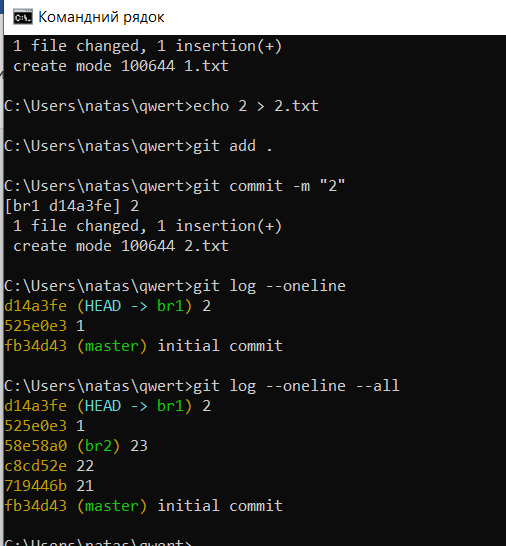 Командний рядок
1 file changed, 1 insertion(+)
create mode 100644 1.txt
C:\Users\natas\qwert>echo 2 > 2.txt
C:\Users\natas\qwert>git add .
C:\Users\natas\qwert>git commit -m "2"
[br1 d14a3fe] 2
1 file changed, 1 insertion(+)
create mode 100644 2.txt
C:\Users\natas\qwert>git log --oneline
d14a3fe (HEAD -> br1) 2
525e0e3 1
fb34d43 (master) initial commit
C:\Users\natas\qwert>git log --oneline --all
d14a3fe (HEAD -> br1) 2
525e0e3 1
58e58a0 (br2) 23
c8cd52e 22
719446b 21
fb34d43 (master) initial commit
C:\Users\natas\qwert>